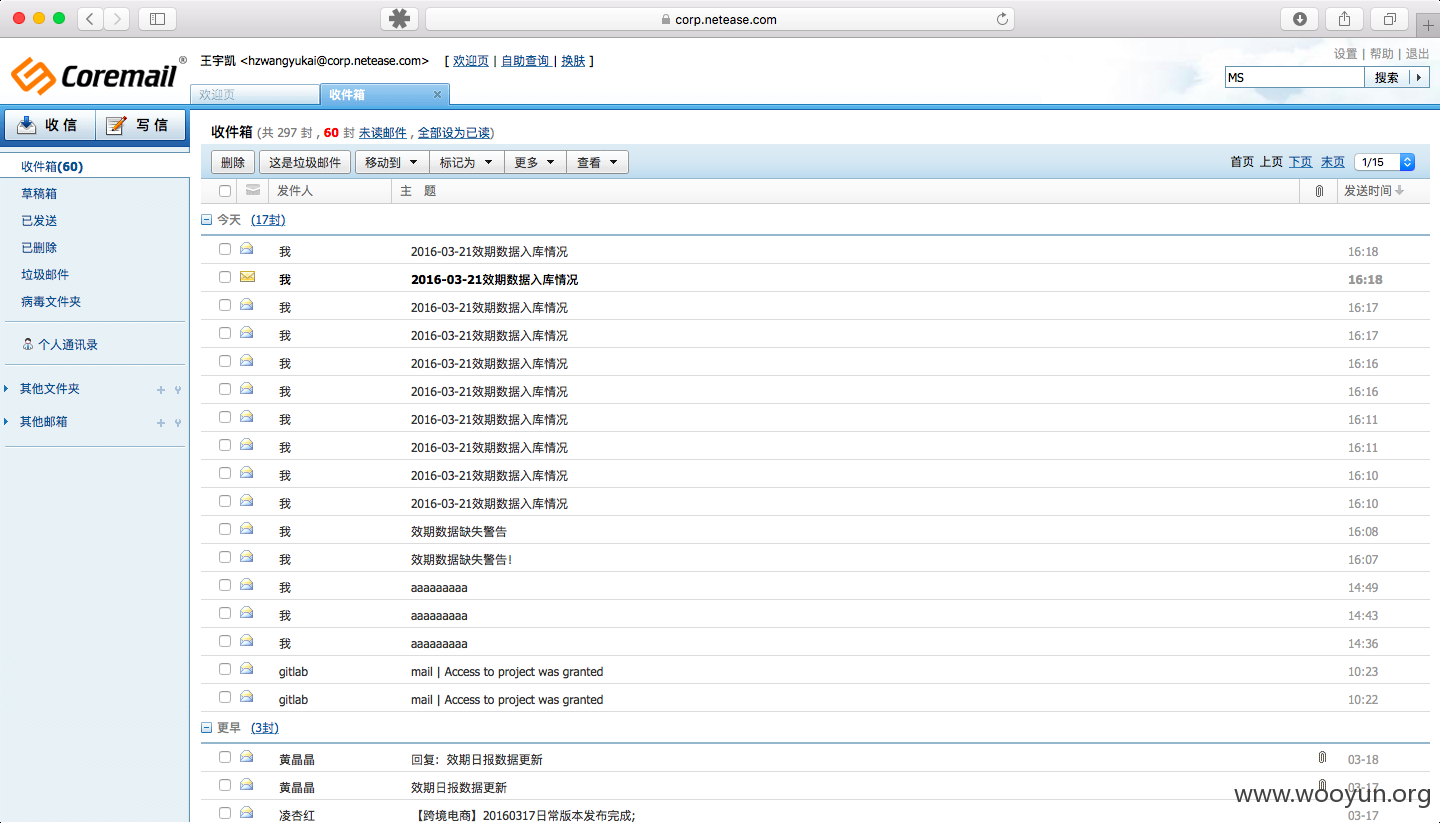 corp.netease.com
Coremail®
王宇凯 <hzwangyukai@corp.netease.com> [ 欢迎页 | 自助查询 | 换肤 ]
设置 | 帮助 | 退出
MS 搜索
欢迎页 收件箱
收信 写信
收件箱 (共 297 封 , 60 封 未读邮件 , 全部设为已读)
删除 这是垃圾邮件 移动到 标记为 更多 查看 首页 上页 下页 末页 1/15
收件箱(60)
草稿箱
已发送
已删除
垃圾邮件
病毒文件夹
个人通讯录
其他文件夹
其他邮箱
发件人 主 题 发送时间
今天 (17封)
我 2016-03-21效期数据入库情况 16:18
我 2016-03-21效期数据入库情况 16:18
我 2016-03-21效期数据入库情况 16:17
我 2016-03-21效期数据入库情况 16:17
我 2016-03-21效期数据入库情况 16:16
我 2016-03-21效期数据入库情况 16:16
我 2016-03-21效期数据入库情况 16:11
我 2016-03-21效期数据入库情况 16:11
我 2016-03-21效期数据入库情况 16:10
我 2016-03-21效期数据入库情况 16:10
我 效期数据缺失警告 16:08
我 效期数据缺失警告! 16:07
我 aaaaaaaaa 14:49
我 aaaaaaaaa 14:43
我 aaaaaaaaa 14:36
gitlab mail | Access to project was granted 10:23
gitlab mail | Access to project was granted 10:22
更早 (3封)
黄晶晶 回复：效期日报数据更新 03-18
黄晶晶 效期日报数据更新 03-17
凌杏红 【跨境电商】20160317日常版本发布完成; 03-17
www.wooyun.org